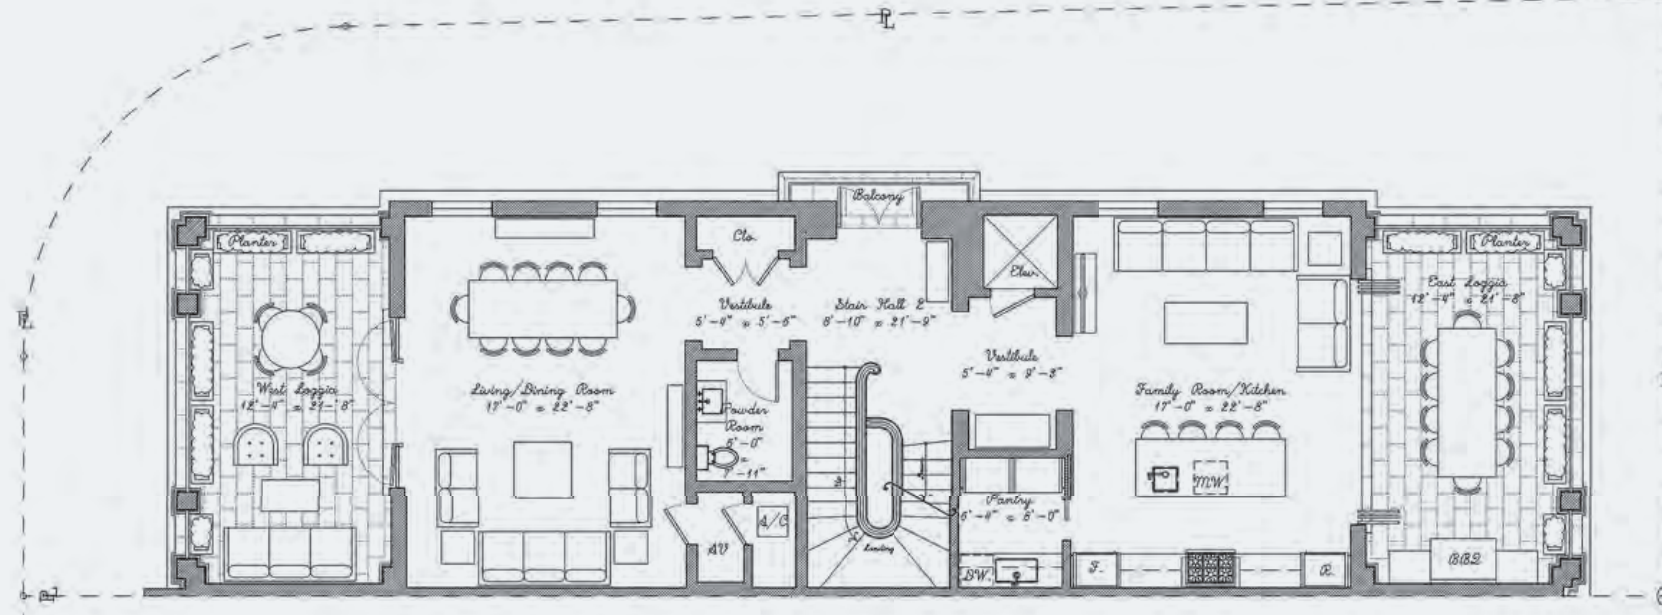 PL
Balcony
Planter
Clo.
Planter
Elev.
East Loggia
12'-4" x 21'-8"
Vestibule
5'-4" x 5'-6"
Stair Hall 2
8'-10" x 21'-9"
PL
Vestibule
5'-4" x 9'-8"
West Loggia
12'-4" x 21'-8"
Living/Dining Room
17'-0" x 22'-8"
Family Room/Kitchen
17'-0" x 22'-8"
Powder
Room
5'-0"
x
7'-11"
MW.
Pantry
6'-4" x 8'-0"
A/C
AV
Landing
DW.
F.
R.
BBQ
PL